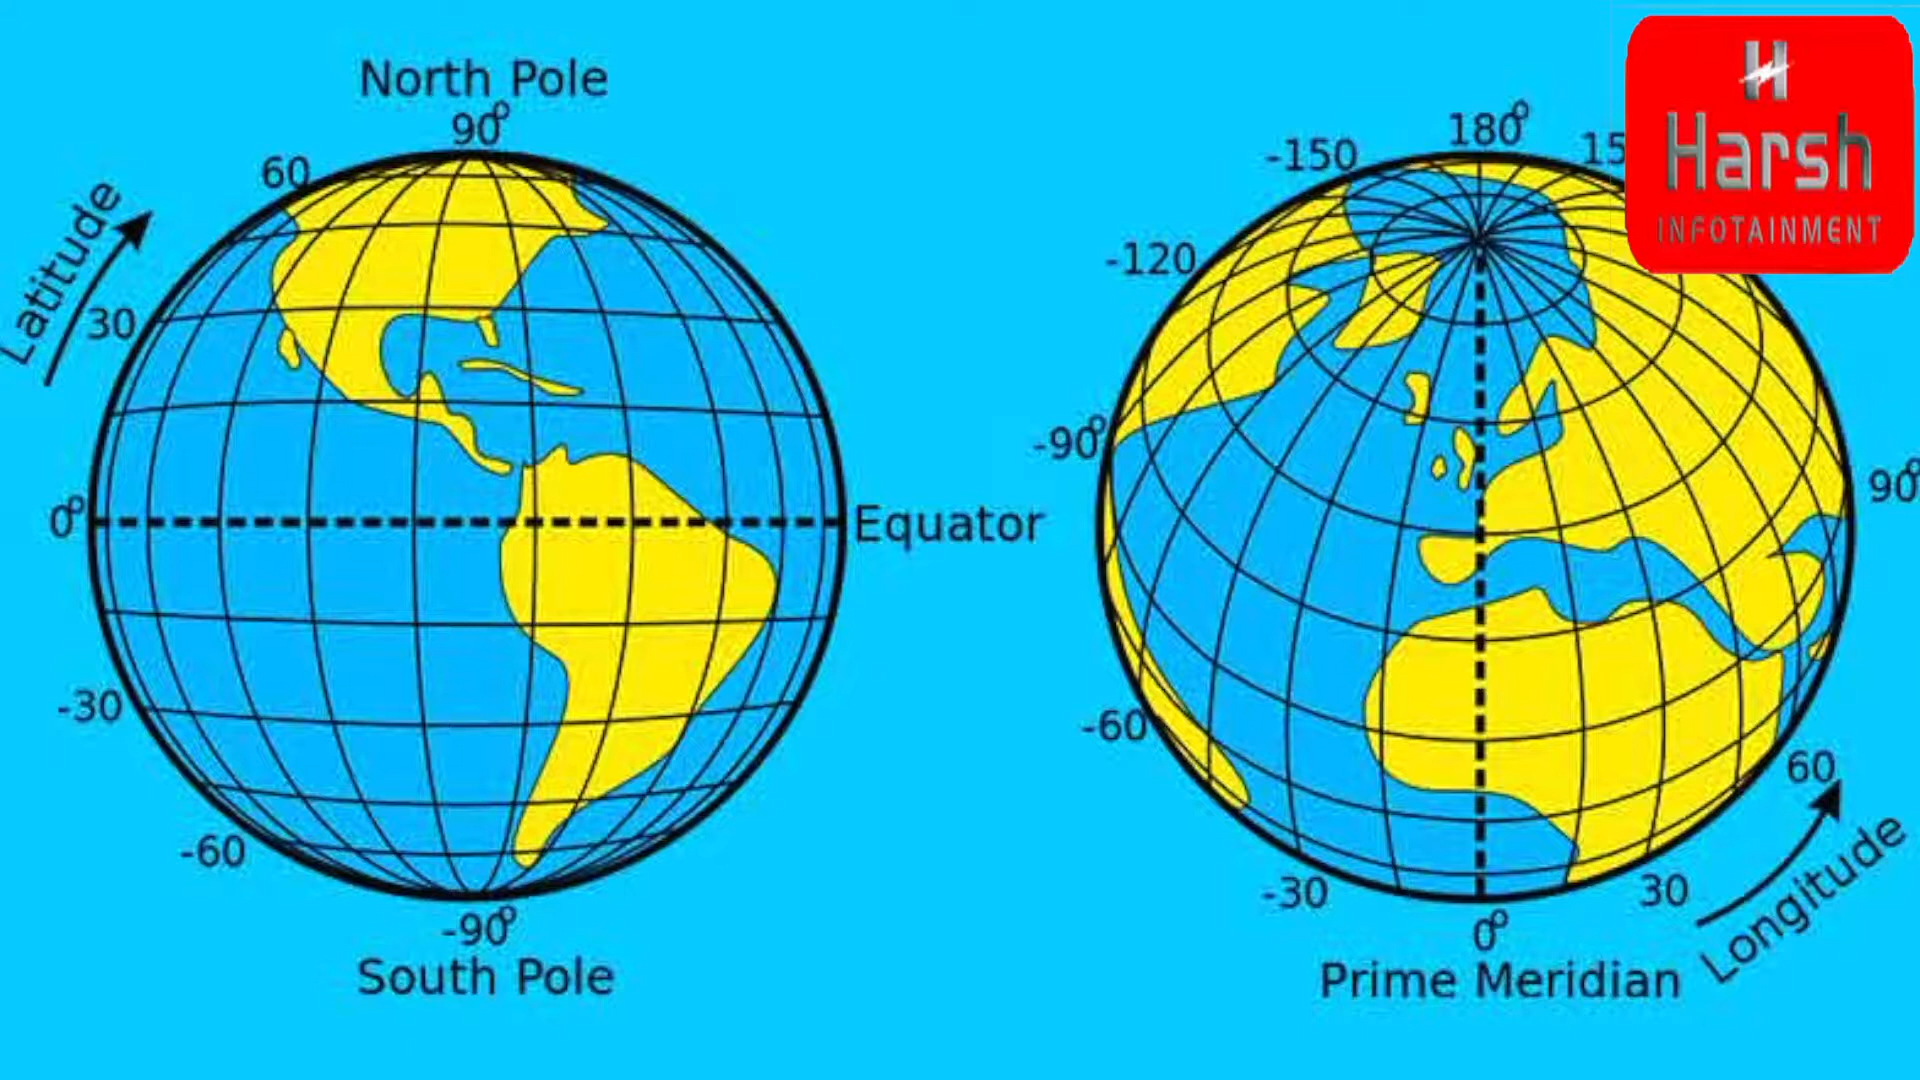 North Pole
90°
60
Latitude
30
0°
Equator
-30
-60
-90°
South Pole
180°
-150
-120
-90°
90°
-60
60
-30
30
0°
Longitude
Prime Meridian
H
Harsh
INFOTAINMENT